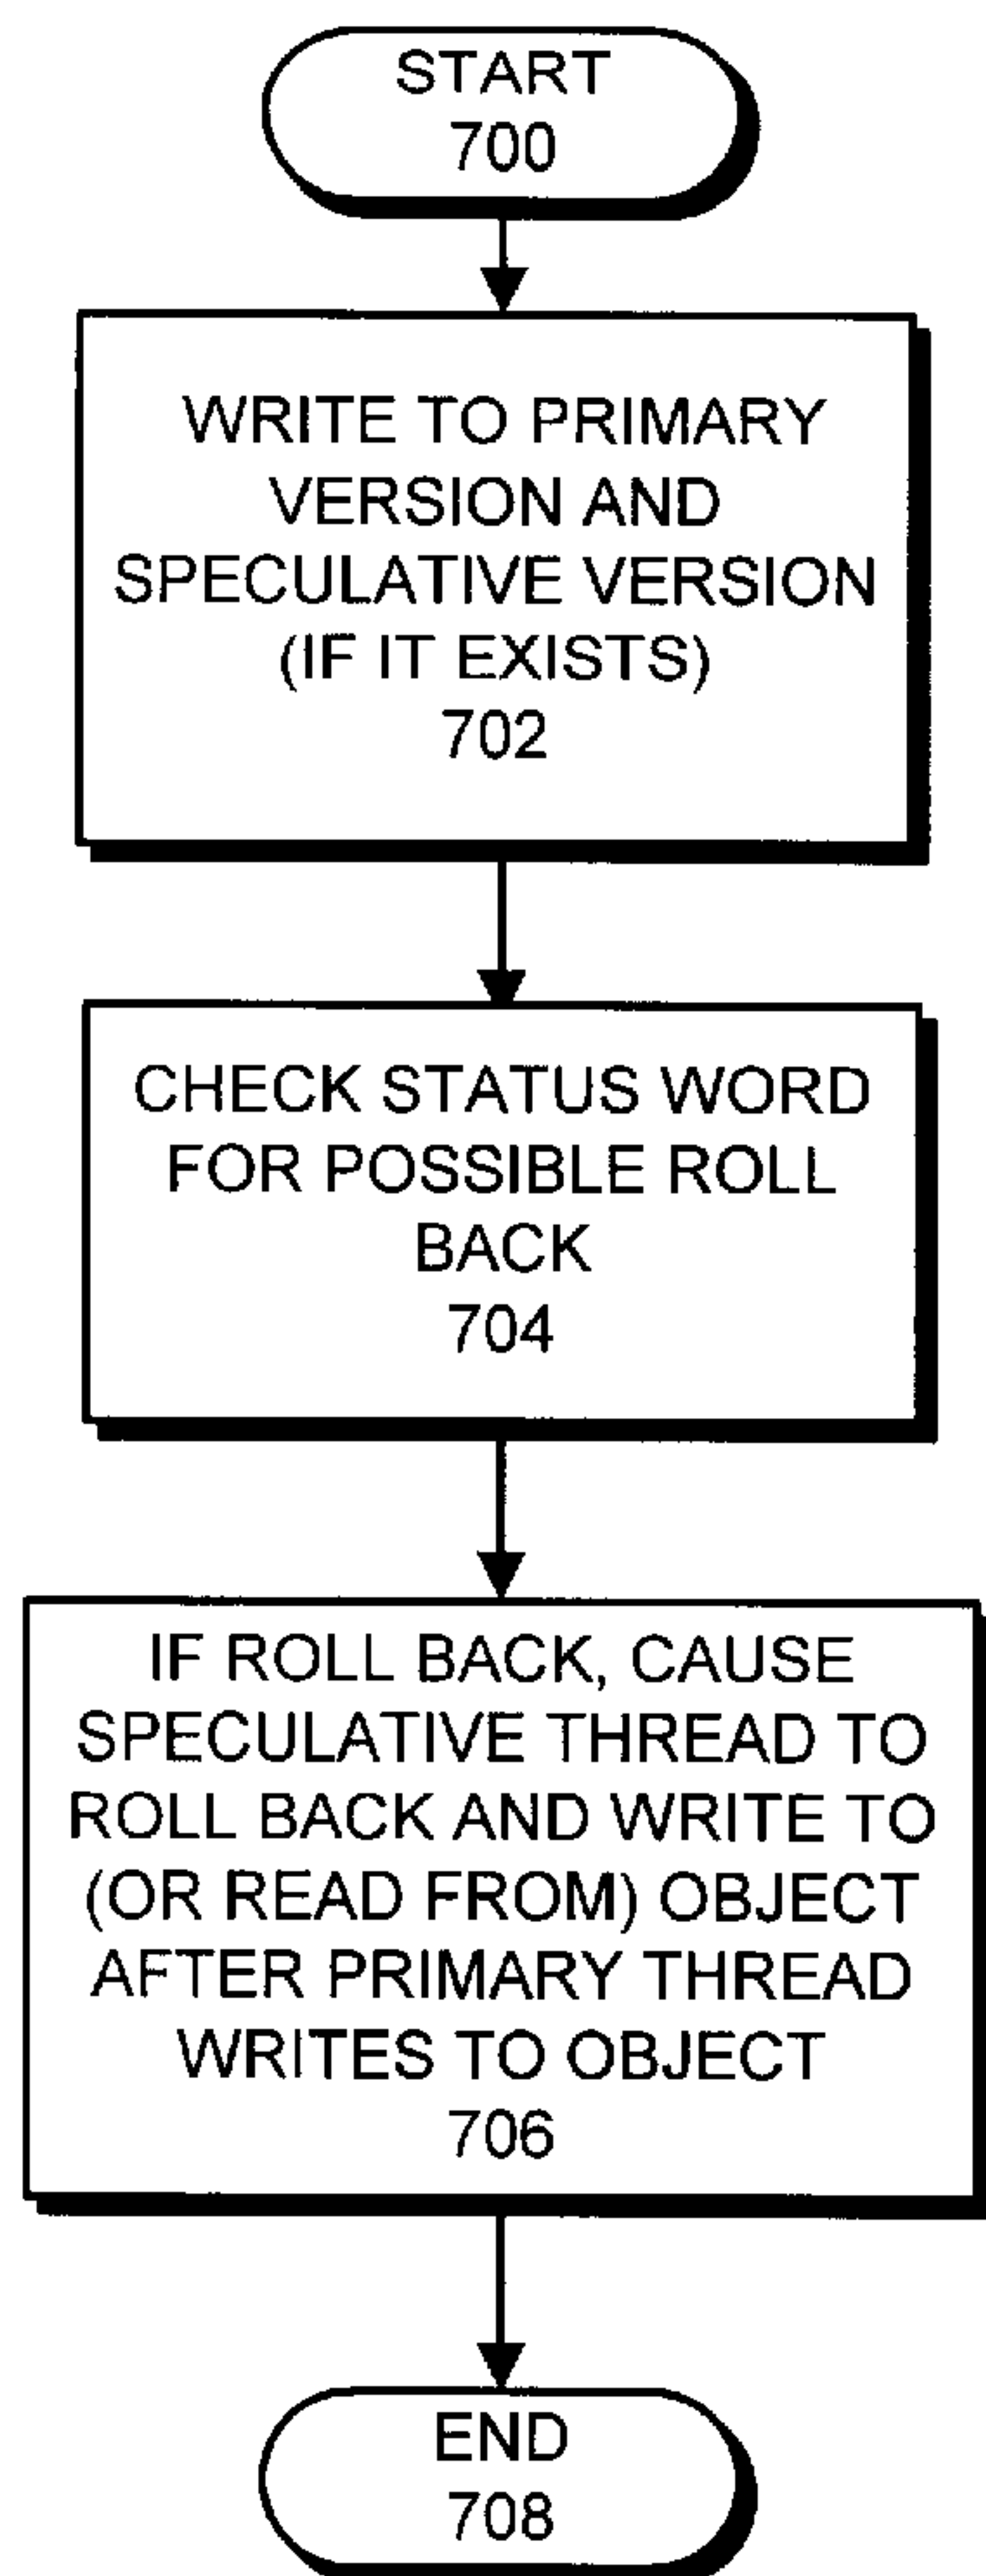 START
700
WRITE TO PRIMARY
VERSION AND
SPECULATIVE VERSION
(IF IT EXISTS)
702
CHECK STATUS WORD
FOR POSSIBLE ROLL
BACK
704
IF ROLL BACK, CAUSE
SPECULATIVE THREAD TO
ROLL BACK AND WRITE TO
(OR READ FROM) OBJECT
AFTER PRIMARY THREAD
WRITES TO OBJECT
706
END
708